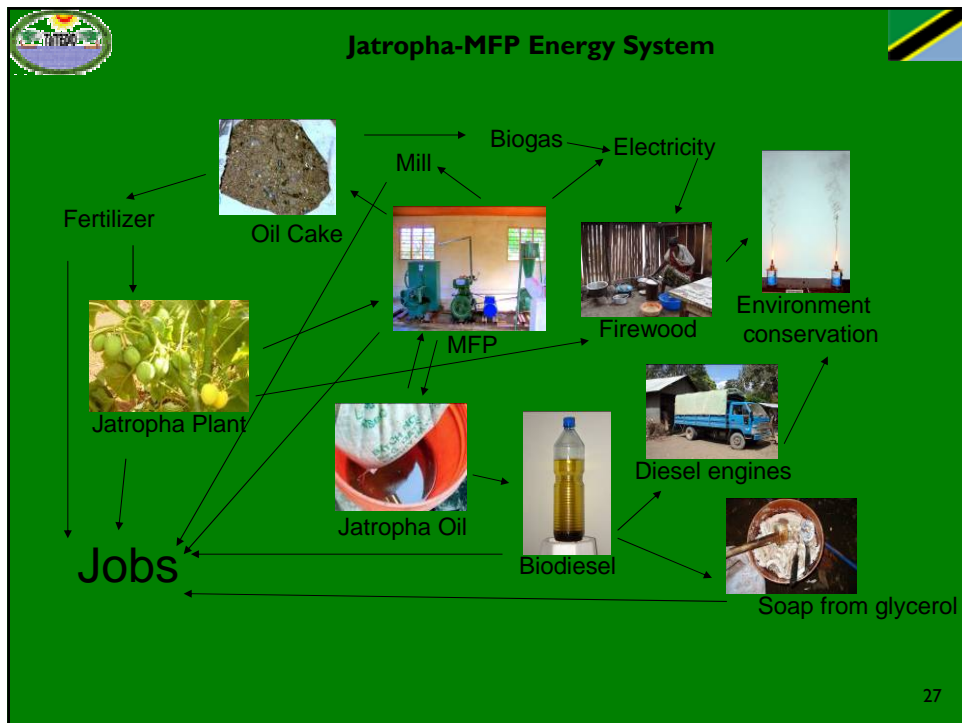 TaTEDO
Jatropha-MFP Energy System
Biogas
Electricity
Mill
Fertilizer
Oil Cake
Environment
conservation
Firewood
MFP
Jatropha Plant
Diesel engines
Jatropha Oil
Jobs
Biodiesel
Soap from glycerol
27